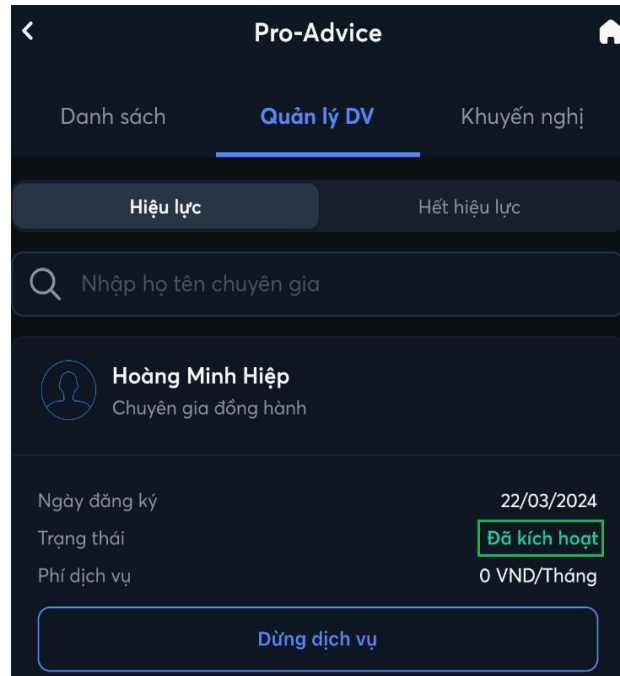 Pro-Advice
Danh sách Quản lý DV Khuyến nghị
Hiệu lực Hết hiệu lực
Nhập họ tên chuyên gia
Hoàng Minh Hiệp
Chuyên gia đồng hành
Ngày đăng ký 22/03/2024
Trạng thái Đã kích hoạt
Phí dịch vụ 0 VND/Tháng
Dừng dịch vụ